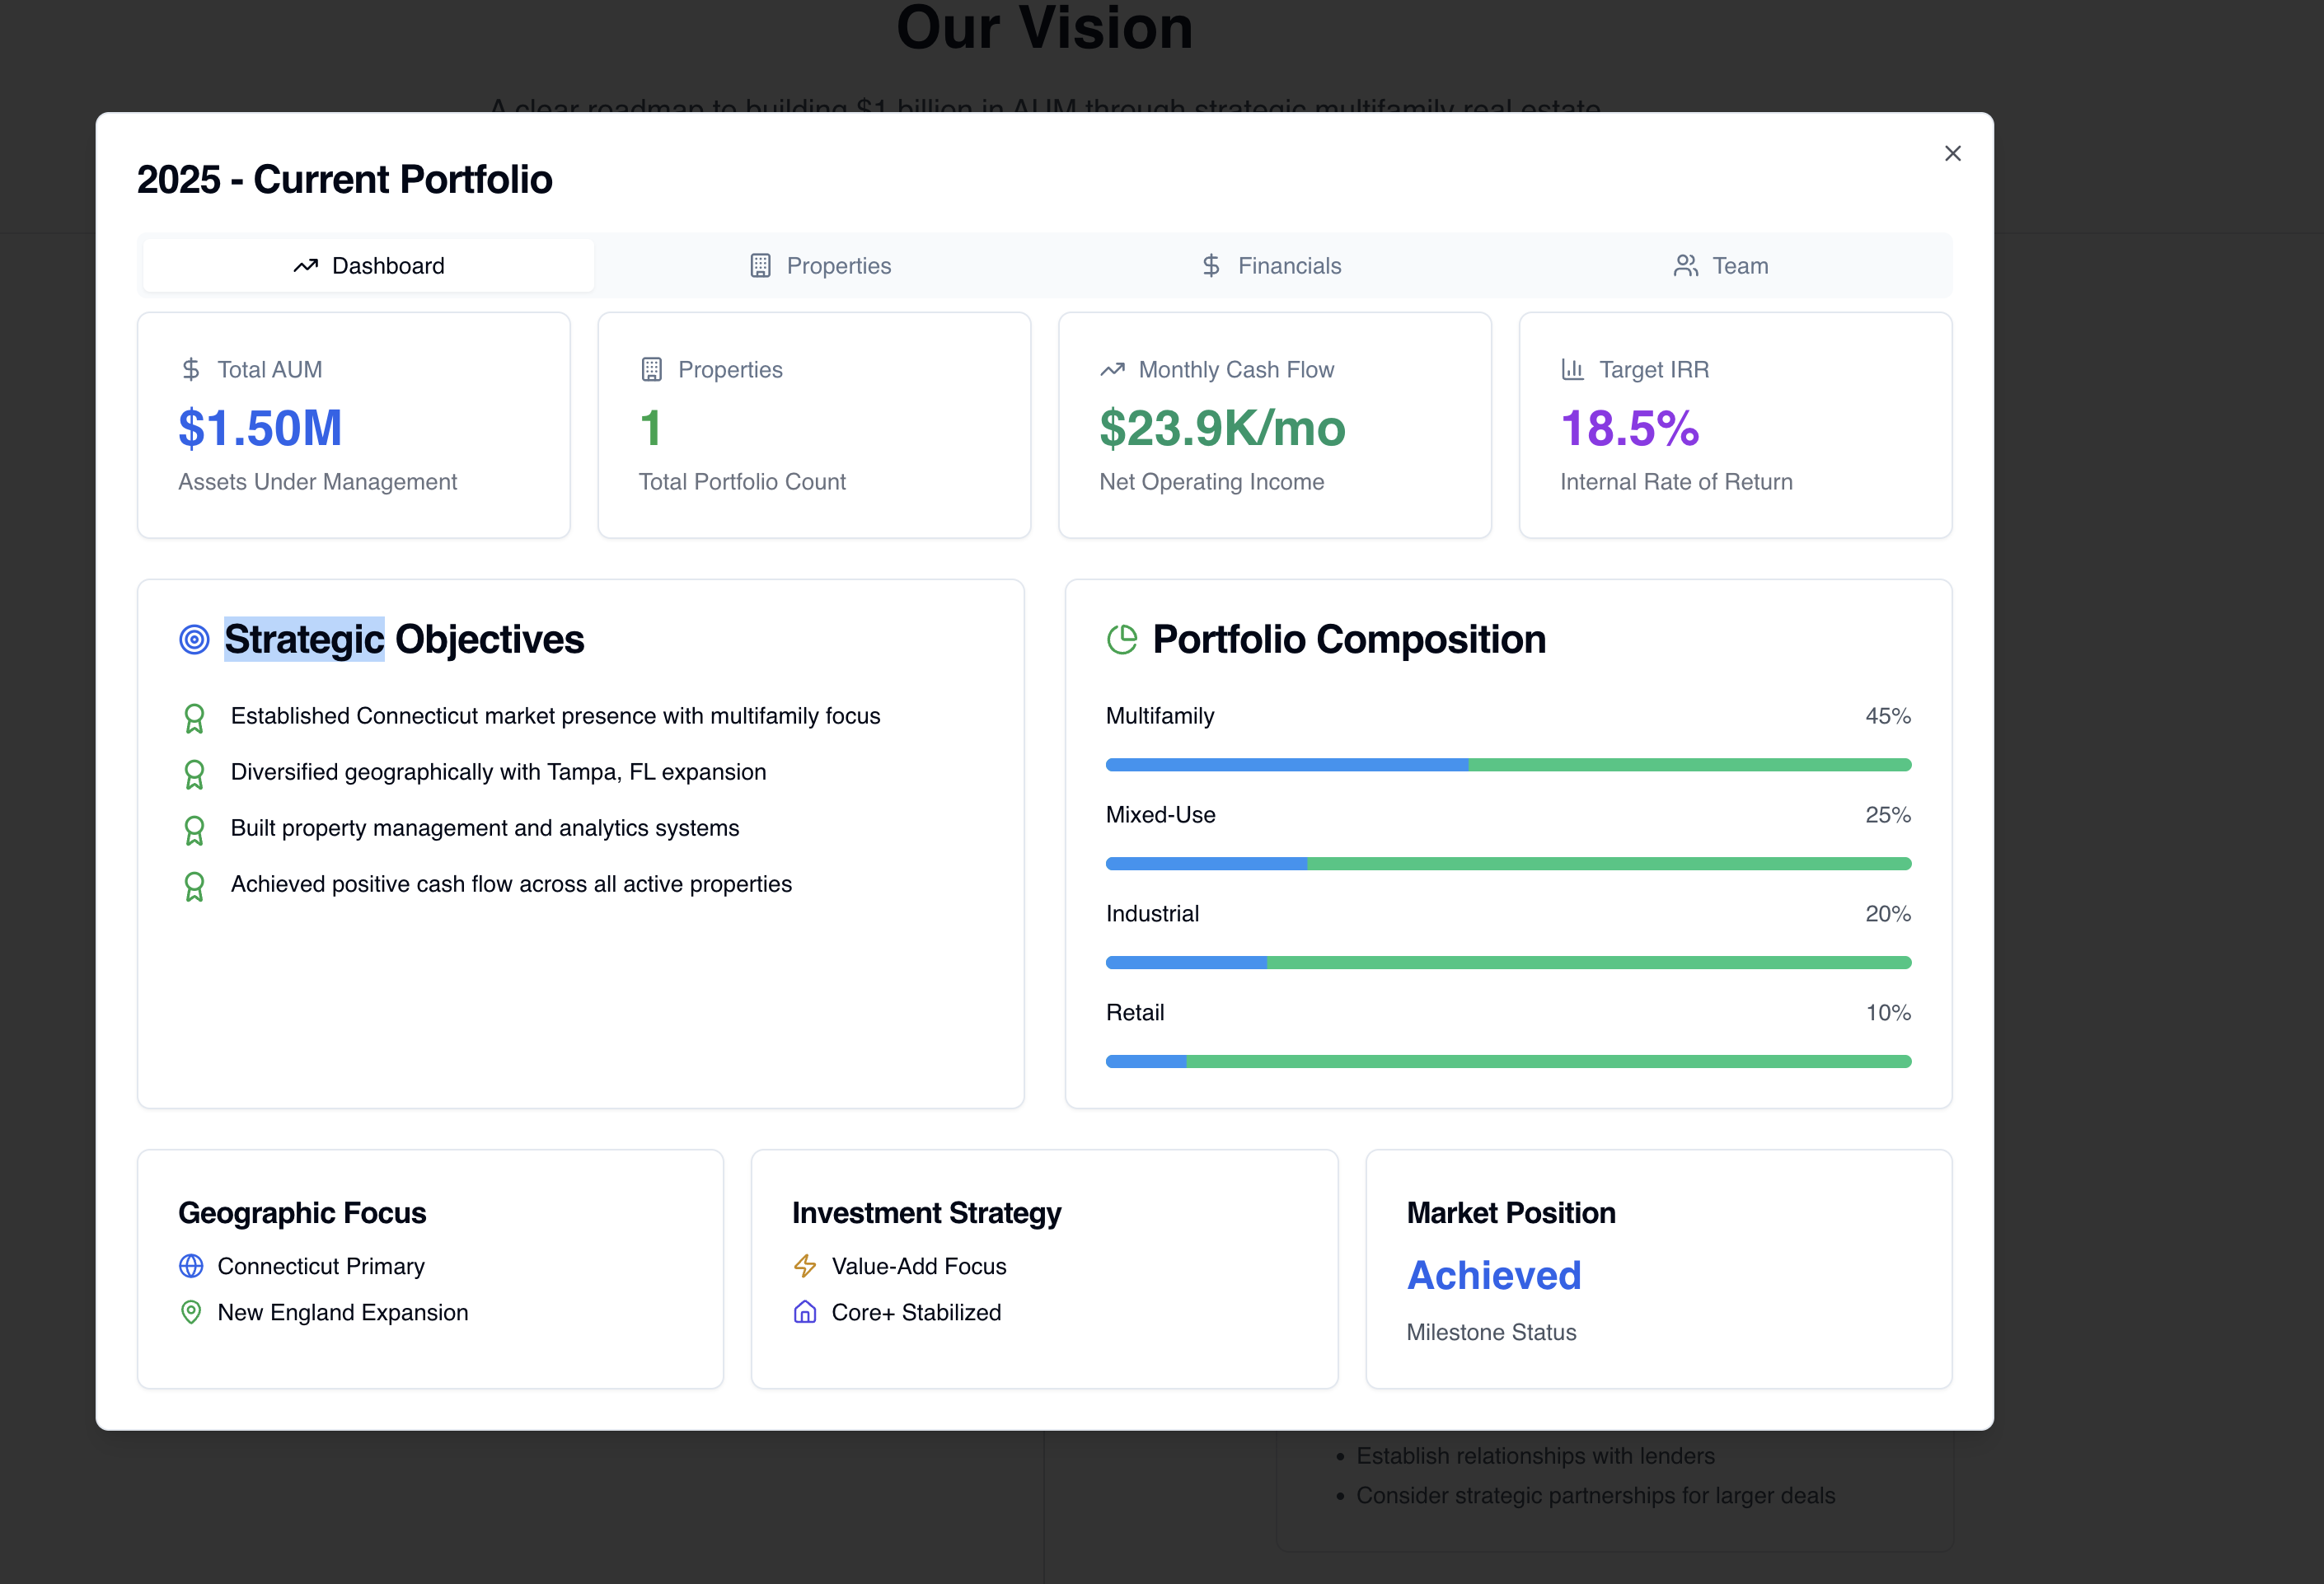 Our Vision
A clear roadmap to building $1 billion in AUM through strategic multifamily real estate
2025 - Current Portfolio
Dashboard
Properties
Financials
Team
Total AUM
$1.50M
Assets Under Management
Properties
1
Total Portfolio Count
Monthly Cash Flow
$23.9K/mo
Net Operating Income
Target IRR
18.5%
Internal Rate of Return
Strategic Objectives
Established Connecticut market presence with multifamily focus
Diversified geographically with Tampa, FL expansion
Built property management and analytics systems
Achieved positive cash flow across all active properties
Portfolio Composition
Multifamily 45%
Mixed-Use 25%
Industrial 20%
Retail 10%
Geographic Focus
Connecticut Primary
New England Expansion
Investment Strategy
Value-Add Focus
Core+ Stabilized
Market Position
Achieved
Milestone Status
• Establish relationships with lenders
• Consider strategic partnerships for larger deals